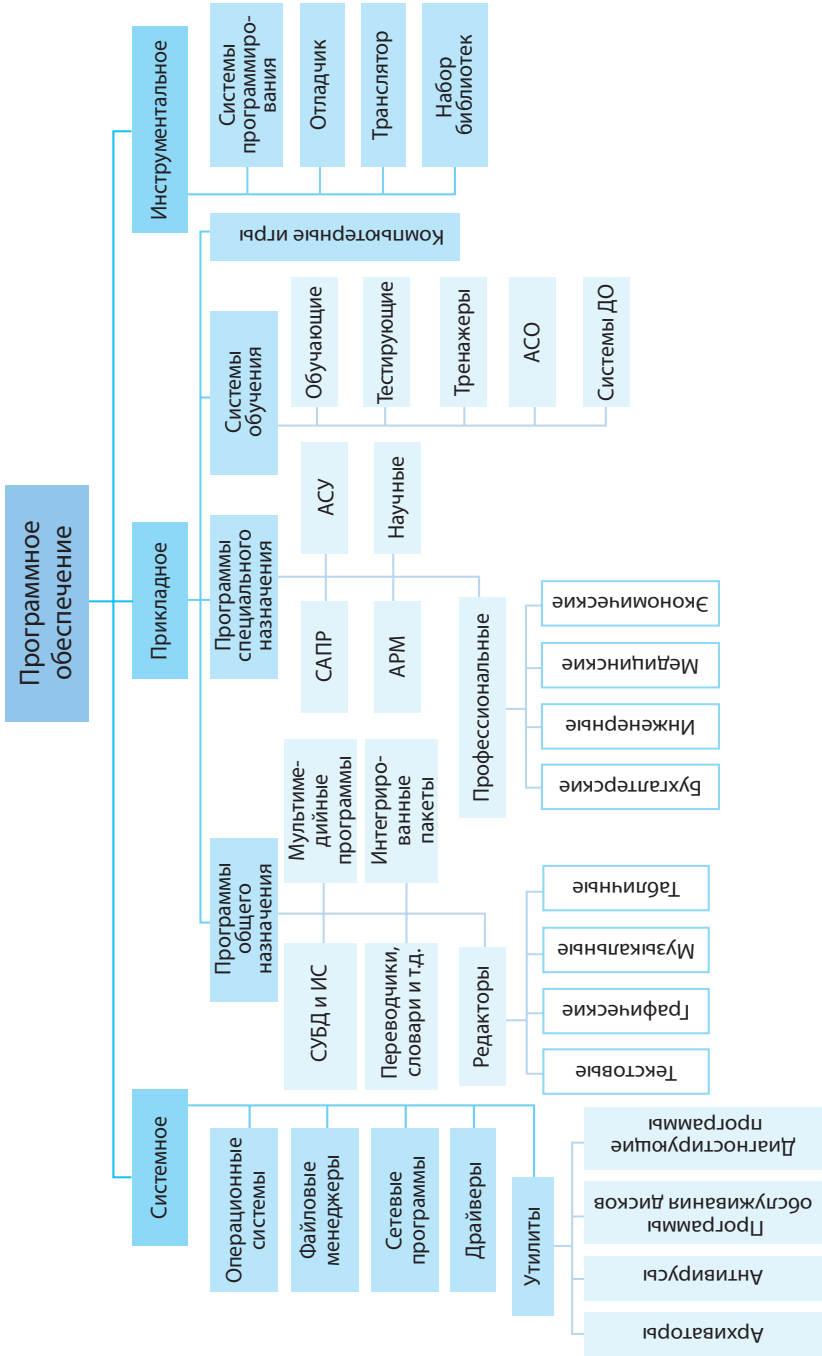 Программное
обеспечение
Системное
Операционные
системы
Файловые
менеджеры
Сетевые
программы
Драйверы
Утилиты
Архиваторы
Антивирусы
Программы
обслуживания дисков
Диагностирующие
программы
Прикладное
Программы
общего
назначения
СУБД и ИС
Мультиме-
дийные
программы
Переводчики,
словари и т.д.
Интегриро-
ванные
пакеты
Редакторы
Текстовые
Графические
Музыкальные
Табличные
Программы
специального
назначения
САПР
АСУ
АРМ
Научные
Профессиональные
Бухгалтерские
Инженерные
Медицинские
Экономические
Системы
обучения
Обучающие
Тестирующие
Тренажеры
АСО
Системы ДО
Компьютерные игры
Инструментальное
Системы
программиро-
вания
Отладчик
Транслятор
Набор
библиотек